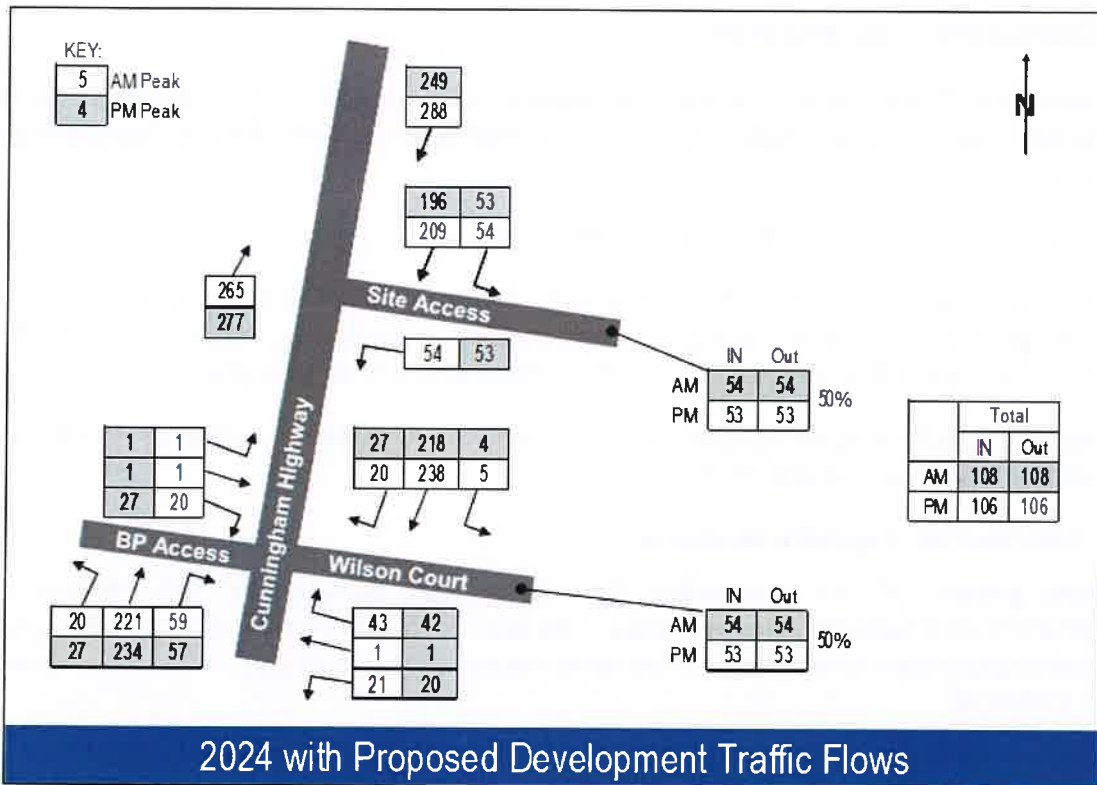 KEY:
5 AM Peak
4 PM Peak
249
288
N
196 53
209 54
265
277
Site Access
54 53
IN Out
AM 54 54
PM 53 53
50%
Total
IN Out
AM 108 108
PM 106 106
Cunningham Highway
1 1
1 1
27 20
27 218 4
20 238 5
BP Access
Wilson Court
20 221 59
27 234 57
43 42
1 1
21 20
IN Out
AM 54 54
PM 53 53
50%
2024 with Proposed Development Traffic Flows